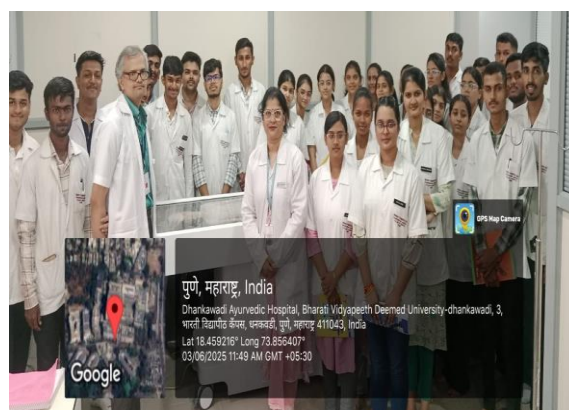 GPS Map Camera
पुणे, महाराष्ट्र, India
Dhankawadi Ayurvedic Hospital, Bharati Vidyapeeth Deemed University-dhankawadi, 3,
भारती विद्यापीठ कॅंपस, धनकवडी, पुणे, महाराष्ट्र 411043, India
Lat 18.459216° Long 73.856407°
03/06/2025 11:49 AM GMT +05:30
Google